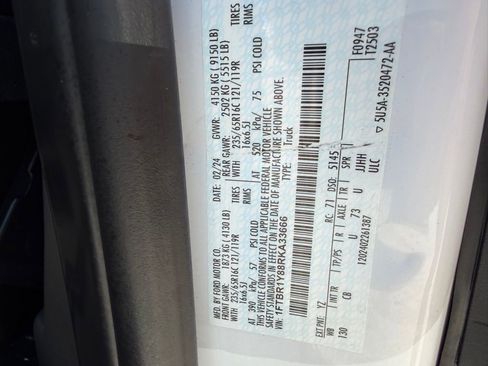 MFD. BY FORD MOTOR CO.
DATE: 02/24 GVWR: 4150 KG ( 9150 LB)
FRONT GAWR: 1873 KG ( 4130 LB) REAR GAWR: 2502 KG ( 5515 LB)
WITH 235/65R16C 121/119R TIRES WITH 235/65R16C 121/119R TIRES
16x6.5J RIMS 16x6.5J RIMS
AT 390 kPa/ 57 PSI COLD AT 520 kPa/ 75 PSI COLD
THIS VEHICLE CONFORMS TO ALL APPLICABLE FEDERAL MOTOR VEHICLE
SAFETY STANDARDS IN EFFECT ON THE DATE OF MANUFACTURE SHOWN ABOVE.
VIN: 1FTBR1Y88RKA33666 TYPE: Truck
F0947
T2503
EXT PNT: YZ RC: 71 DSO: 5145
WB INT TR TP/PS R AXLE TR SPR
130 CB U 73 U JJHH
1202402261387 ULC
5U5A-3520472-AA